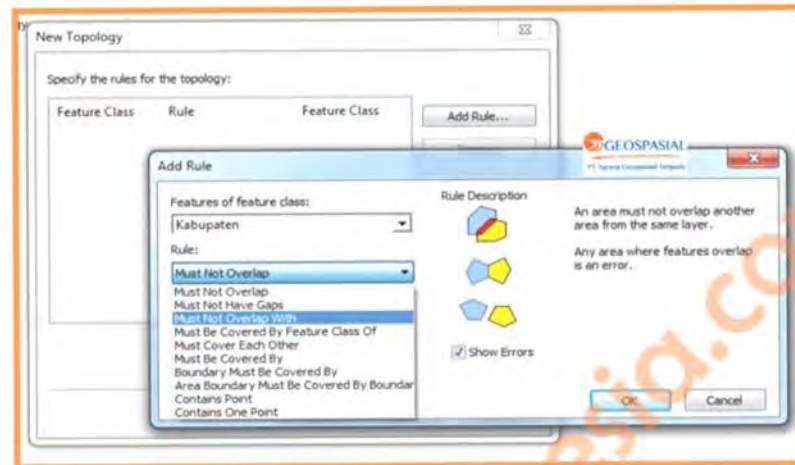 New Topology
Specify the rules for the topology:
Feature Class Rule Feature Class
Add Rule...
GEOSPASIAL
Add Rule
Features of feature class:
Kabupaten
Rule:
Must Not Overlap
Must Not Overlap
Must Not Have Gaps
Must Not Overlap With
Must Be Covered By Feature Class Of
Must Cover Each Other
Must Be Covered By
Boundary Must Be Covered By
Area Boundary Must Be Covered By Boundar
Contains Point
Contains One Point
Rule Description
An area must not overlap another
area from the same layer.
Any area where features overlap
is an error.
Show Errors
OK
Cancel